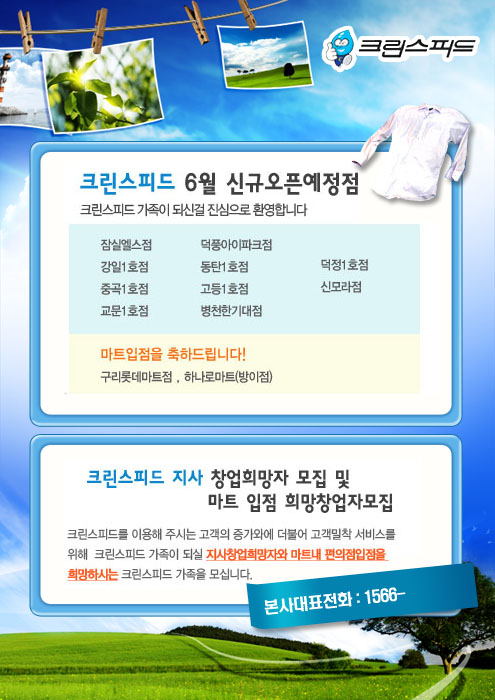 크린스피드
크린스피드 6월 신규오픈예정점
크린스피드 가족이 되신걸 진심으로 환영합니다
잠실엘스점 덕풍아이파크점
강일1호점 동탄1호점 덕정1호점
중곡1호점 고등1호점 신모라점
교문1호점 병천한기대점
마트입점을 축하드립니다!
구리롯데마트점 , 하나로마트(방이점)
크린스피드 지사 창업희망자 모집 및
마트 입점 희망창업자모집
크린스피드를 이용해 주시는 고객의 증가와에 더불어 고객밀착 서비스를
위해 크린스피드 가족이 되실 지사창업희망자와 마트내 편의점입점을
희망하시는 크린스피드 가족을 모집니다.
본사대표전화 : 1566-